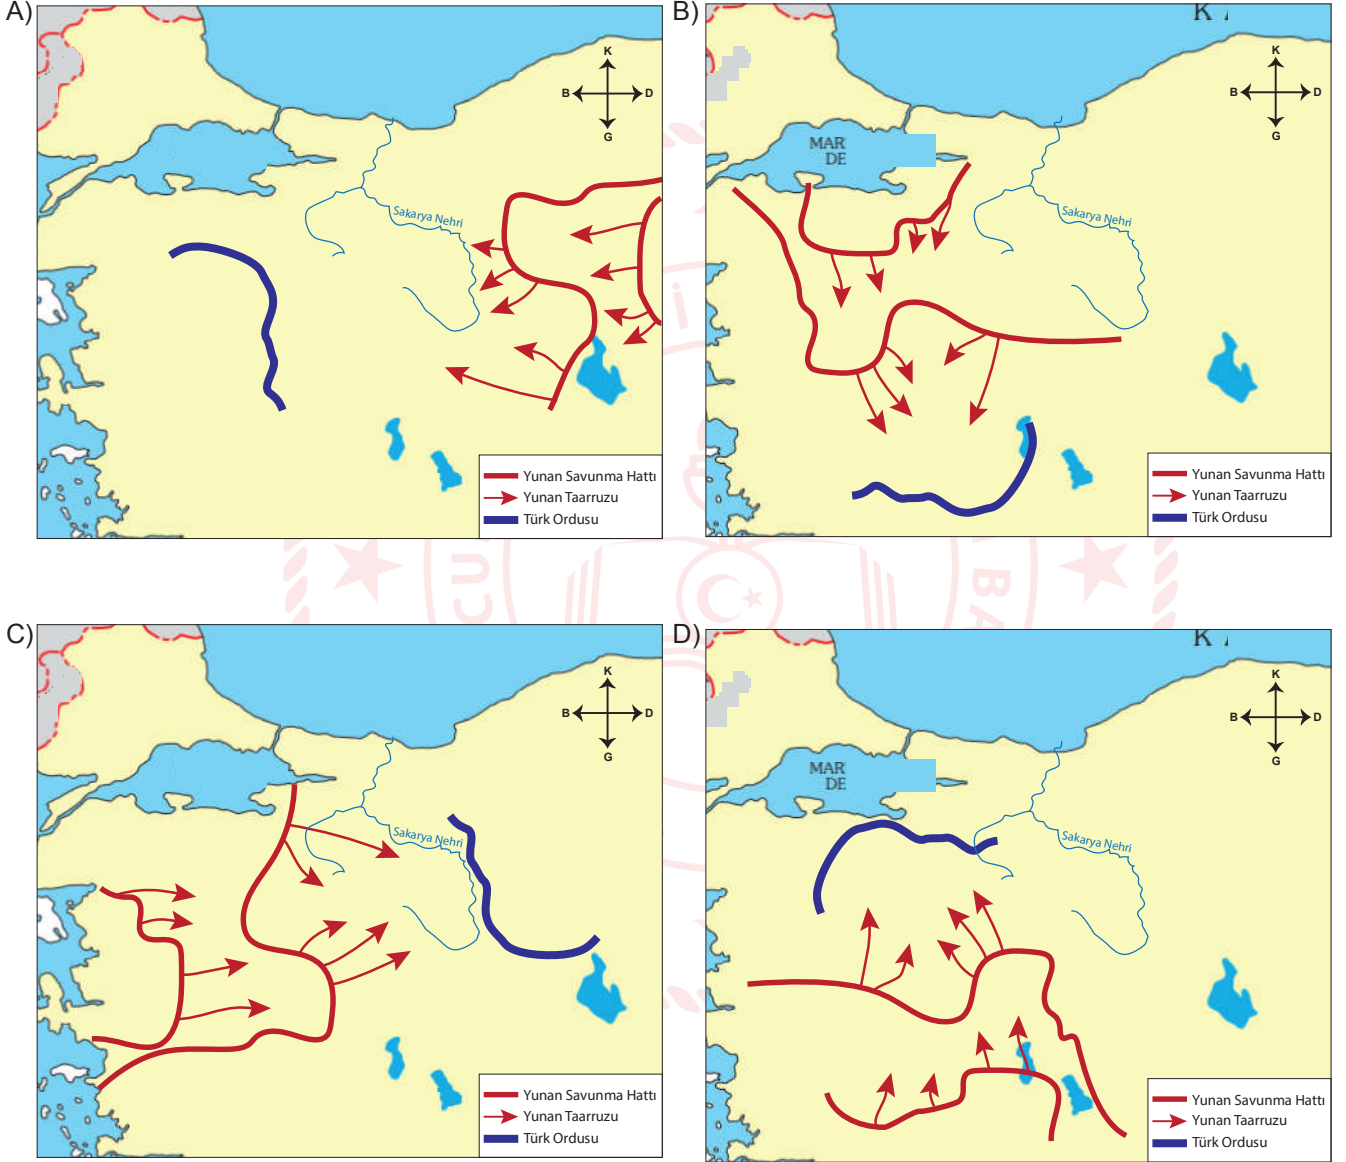 A)
K
B D
G
Sakarya Nehri
Yunan Savunma Hattı
Yunan Taarruzu
Türk Ordusu
B)
K
MAR
DE
K
B D
G
Sakarya Nehri
Yunan Savunma Hattı
Yunan Taarruzu
Türk Ordusu
C)
K
B D
G
Sakarya Nehri
Yunan Savunma Hattı
Yunan Taarruzu
Türk Ordusu
D)
K
MAR
DE
K
B D
G
Sakarya Nehri
Yunan Savunma Hattı
Yunan Taarruzu
Türk Ordusu